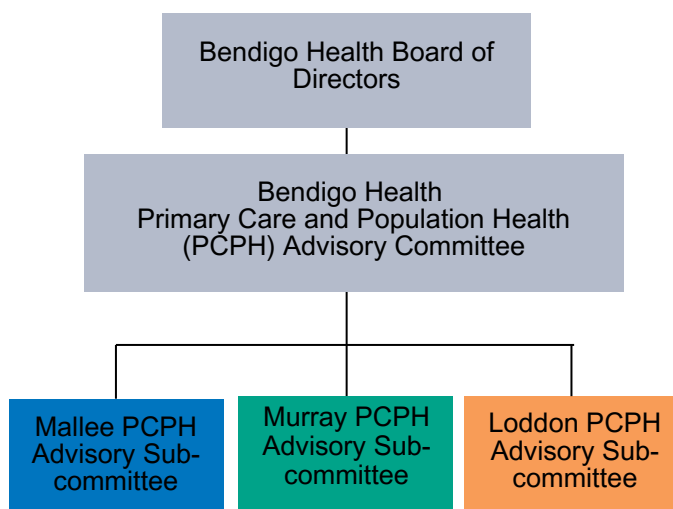 Bendigo Health Board of
Directors
Bendigo Health
Primary Care and Population Health
(PCPH) Advisory Committee
Mallee PCPH
Advisory Sub-
committee
Murray PCPH
Advisory Sub-
committee
Loddon PCPH
Advisory Sub-
committee